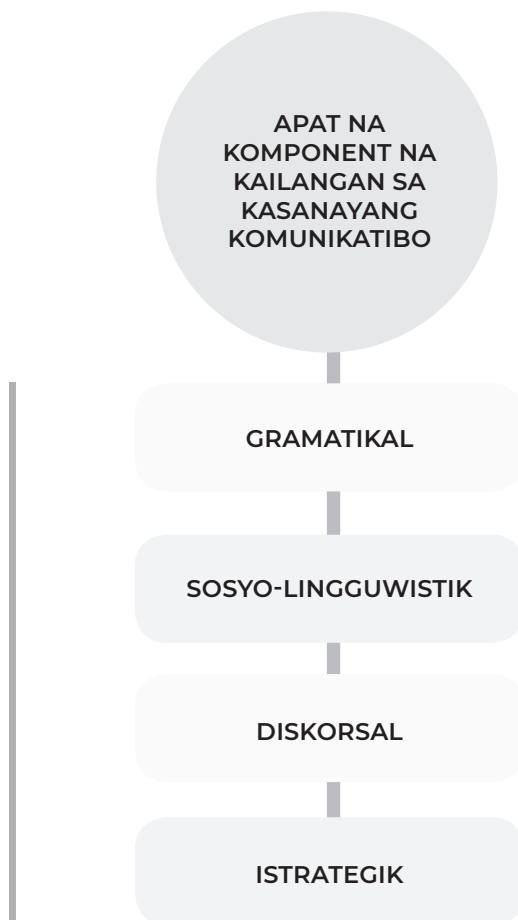 APAT NA
KOMPONENT NA
KAILANGAN SA
KASANAYANG
KOMUNIKATIBO
GRAMATIKAL
SOSYO-LINGGUWISTIK
DISKORSAL
ISTRATEGIK